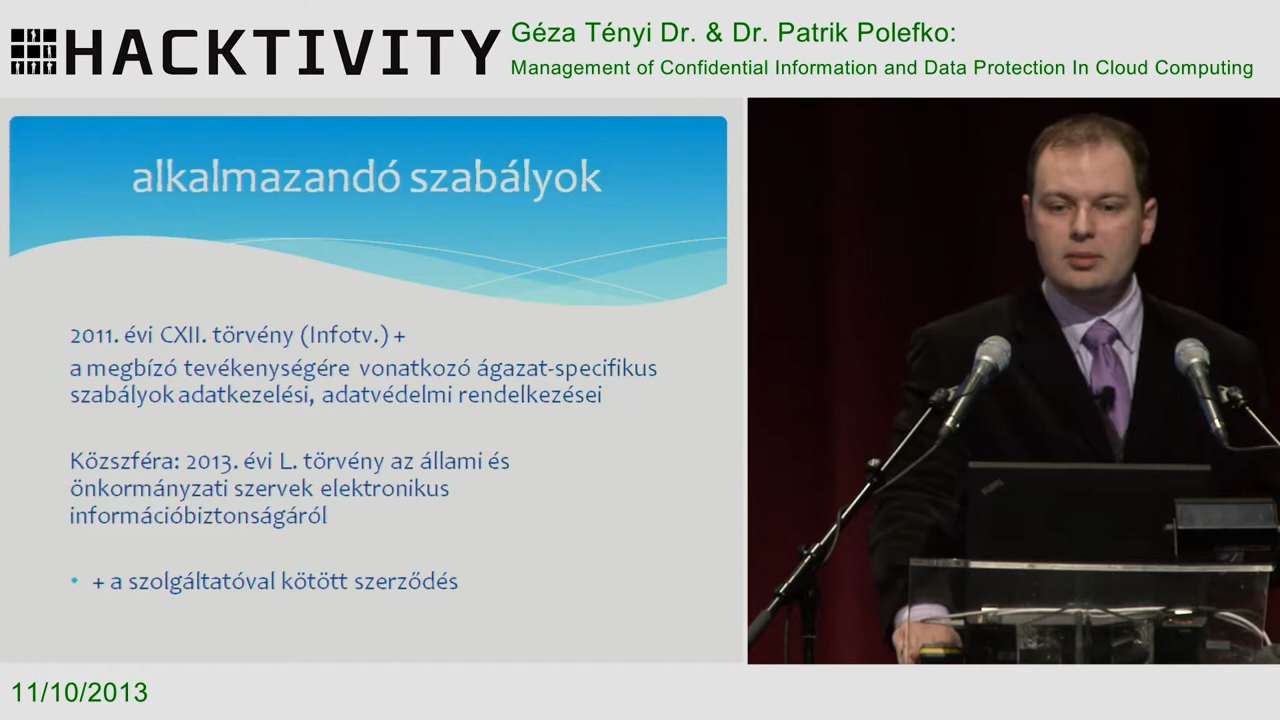 HACKTIVITY
Géza Tényi Dr. & Dr. Patrik Polefko:
Management of Confidential Information and Data Protection In Cloud Computing
alkalmazandó szabályok
2011. évi CXII. törvény (Infotv.) +
a megbízó tevékenységére vonatkozó ágazat-specifikus
szabályok adatkezelési, adatvédelmi rendelkezései
Közszféra: 2013. évi L. törvény az állami és
önkormányzati szervek elektronikus
információbiztonságáról
• + a szolgáltatóval kötött szerződés
11/10/2013